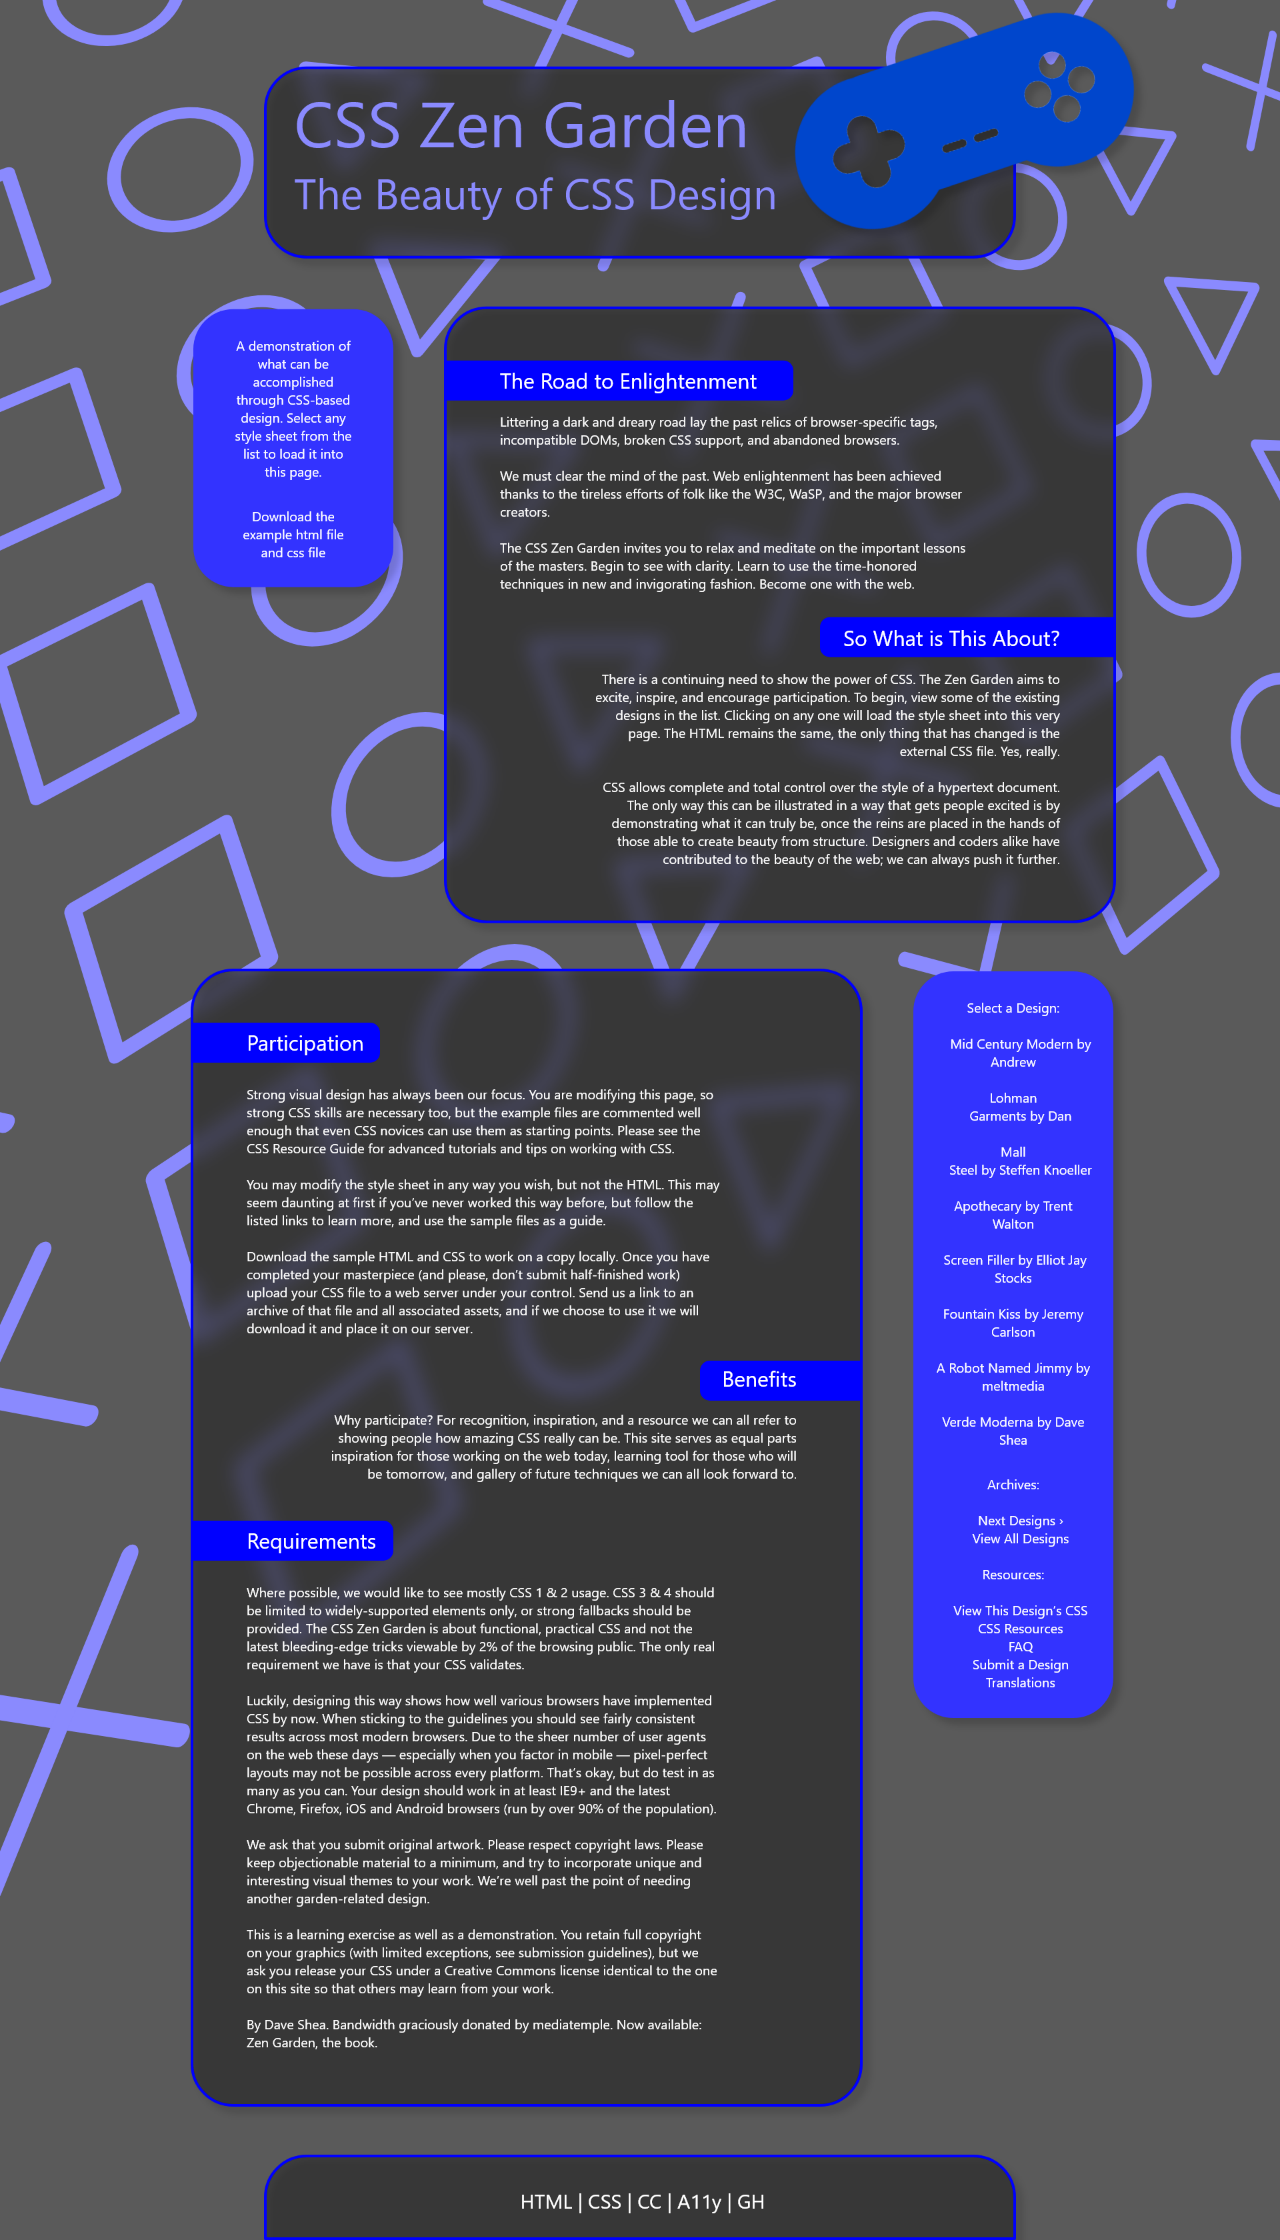 CSS Zen Garden
The Beauty of CSS Design
A demonstration of
what can be
accomplished
through CSS-based
design. Select any
style sheet from the
list to load it into
this page.
Download the
example html file
and css file
The Road to Enlightenment
Littering a dark and dreary road lay the past relics of browser-specific tags,
incompatible DOMs, broken CSS support, and abandoned browsers.
We must clear the mind of the past. Web enlightenment has been achieved
thanks to the tireless efforts of folk like the W3C, WaSP, and the major browser
creators.
The CSS Zen Garden invites you to relax and meditate on the important lessons
of the masters. Begin to see with clarity. Learn to use the time-honored
techniques in new and invigorating fashion. Become one with the web.
So What is This About?
There is a continuing need to show the power of CSS. The Zen Garden aims to
excite, inspire, and encourage participation. To begin, view some of the existing
designs in the list. Clicking on any one will load the style sheet into this very
page. The HTML remains the same, the only thing that has changed is the
external CSS file. Yes, really.
CSS allows complete and total control over the style of a hypertext document.
The only way this can be illustrated in a way that gets people excited is by
demonstrating what it can truly be, once the reins are placed in the hands of
those able to create beauty from structure. Designers and coders alike have
contributed to the beauty of the web; we can always push it further.
Participation
Strong visual design has always been our focus. You are modifying this page, so
strong CSS skills are necessary too, but the example files are commented well
enough that even CSS novices can use them as starting points. Please see the
CSS Resource Guide for advanced tutorials and tips on working with CSS.
You may modify the style sheet in any way you wish, but not the HTML. This may
seem daunting at first if you've never worked this way before, but follow the
listed links to learn more, and use the sample files as a guide.
Download the sample HTML and CSS to work on a copy locally. Once you have
completed your masterpiece (and please, don't submit half-finished work)
upload your CSS file to a web server under your control. Send us a link to an
archive of that file and all associated assets, and if we choose to use it we will
download it and place it on our server.
Benefits
Why participate? For recognition, inspiration, and a resource we can all refer to
showing people how amazing CSS really can be. This site serves as equal parts
inspiration for those working on the web today, learning tool for those who will
be tomorrow, and gallery of future techniques we can all look forward to.
Requirements
Where possible, we would like to see mostly CSS 1 & 2 usage. CSS 3 & 4 should
be limited to widely-supported elements only, or strong fallbacks should be
provided. The CSS Zen Garden is about functional, practical CSS and not the
latest bleeding-edge tricks viewable by 2% of the browsing public. The only real
requirement we have is that your CSS validates.
Luckily, designing this way shows how well various browsers have implemented
CSS by now. When sticking to the guidelines you should see fairly consistent
results across most modern browsers. Due to the sheer number of user agents
on the web these days — especially when you factor in mobile — pixel-perfect
layouts may not be possible across every platform. That's okay, but do test in as
many as you can. Your design should work in at least IE9+ and the latest
Chrome, Firefox, iOS and Android browsers (run by over 90% of the population).
We ask that you submit original artwork. Please respect copyright laws. Please
keep objectionable material to a minimum, and try to incorporate unique and
interesting visual themes to your work. We're well past the point of needing
another garden-related design.
This is a learning exercise as well as a demonstration. You retain full copyright
on your graphics (with limited exceptions, see submission guidelines), but we
ask you release your CSS under a Creative Commons license identical to the one
on this site so that others may learn from your work.
By Dave Shea. Bandwidth graciously donated by mediatemple. Now available:
Zen Garden, the book.
Select a Design:
Mid Century Modern by
Andrew
Lohman
Garments by Dan
Mall
Steel by Steffen Knoeller
Apothecary by Trent
Walton
Screen Filler by Elliot Jay
Stocks
Fountain Kiss by Jeremy
Carlson
A Robot Named Jimmy by
meltmedia
Verde Moderna by Dave
Shea
Archives:
Next Designs ›
View All Designs
Resources:
View This Design's CSS
CSS Resources
FAQ
Submit a Design
Translations
HTML | CSS | CC | A11y | GH